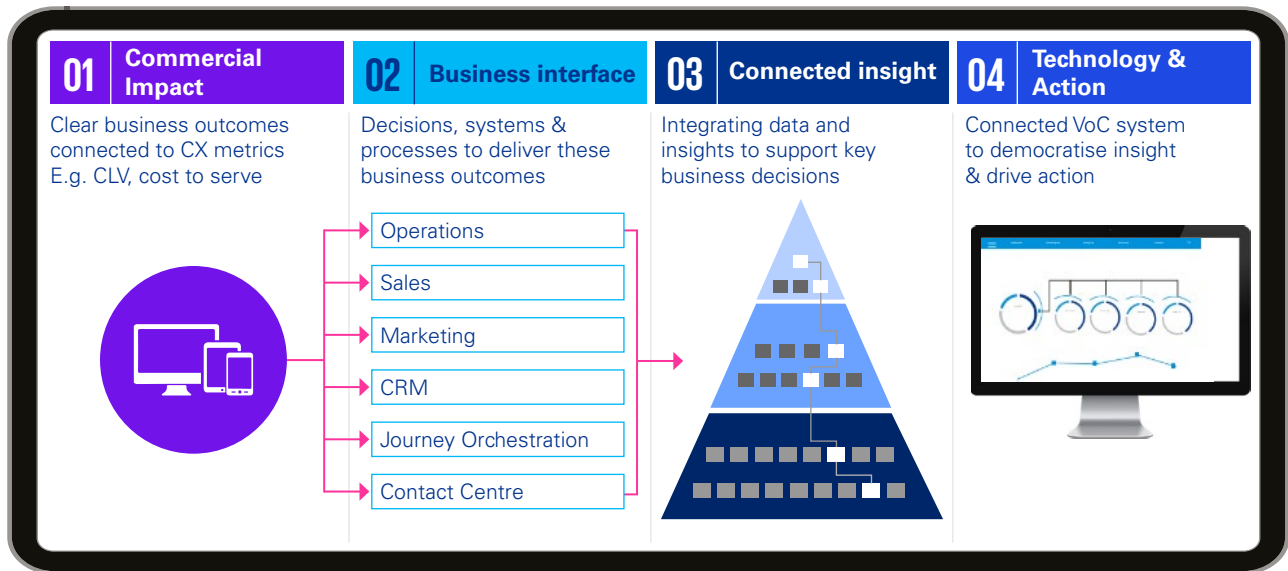 01
Commercial
Impact
Clear business outcomes
connected to CX metrics
E.g. CLV, cost to serve
02
Business interface
Decisions, systems &
processes to deliver these
business outcomes
Operations
Sales
Marketing
CRM
Journey Orchestration
Contact Centre
03
Connected insight
Integrating data and
insights to support key
business decisions
04
Technology &
Action
Connected VoC system
to democratise insight
& drive action